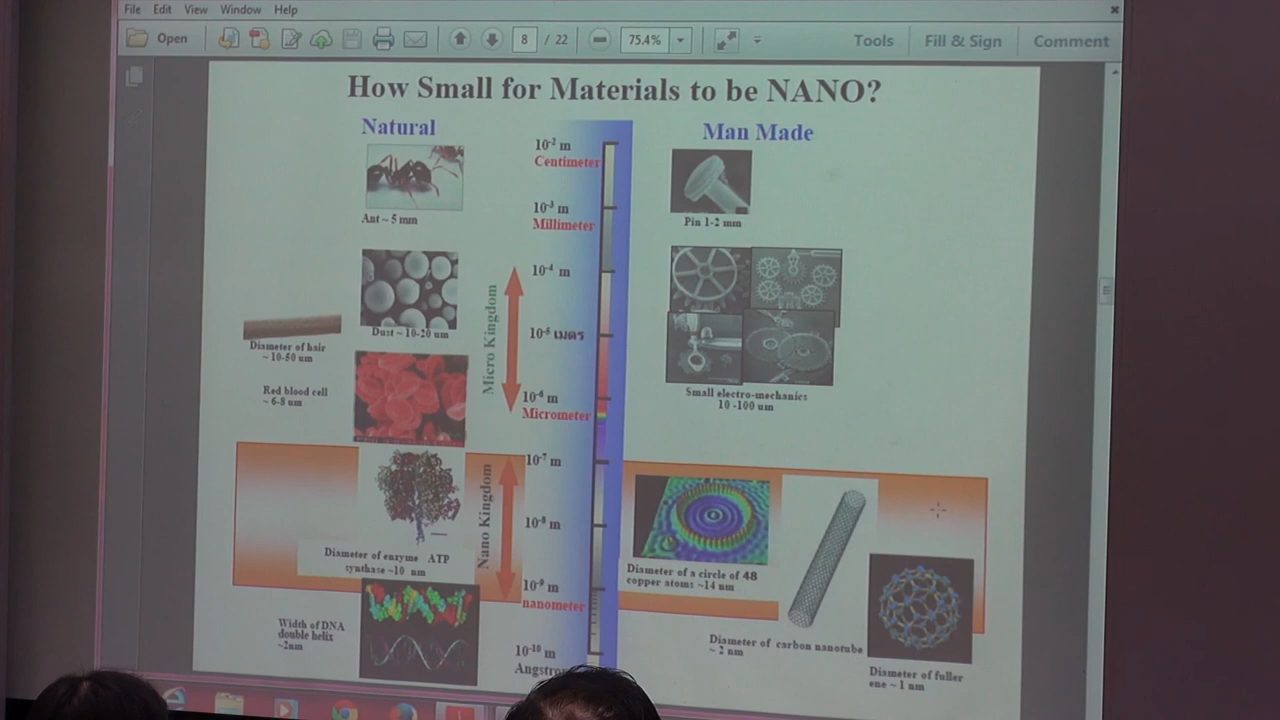 File Edit View Window Help
Open 8 / 22 75.4% Tools Fill & Sign Comment
How Small for Materials to be NANO?
Natural
Man Made
10-2 m
Centimeter
Ant ~ 5 mm
10-3 m
Millimeter
Pin 1-2 mm
10-4 m
Dust ~ 10-20 um
10-5 เมตร
Diameter of hair
~ 10-50 um
Micro Kingdom
Red blood cell
~ 6-8 um
10-6 m
Micrometer
Small electro-mechanics
10 -100 um
10-7 m
Nano Kingdom
10-8 m
Diameter of enzyme ATP
synthase ~10 nm
10-9 m
nanometer
Diameter of a circle of 48
copper atoms ~14 nm
Width of DNA
double helix
~2nm
10-10 m
Diameter of carbon nanotube
~ 2 nm
Diameter of fuller
ene ~ 1 nm